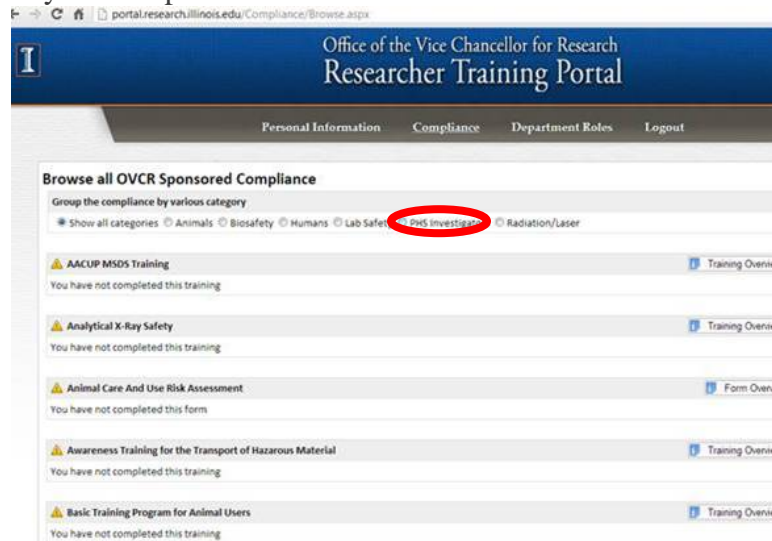 portal.research.illinois.edu/Compliance/Browse.aspx
I
Office of the Vice Chancellor for Research
Researcher Training Portal
Personal Information Compliance Department Roles Logout
Browse all OVCR Sponsored Compliance
Group the compliance by various category
Show all categories Animals Biosafety Humans Lab Safet PHS Investigato Radiation/Laser
AACUP MSDS Training Training Overvi
You have not completed this training
Analytical X-Ray Safety Training Overvi
You have not completed this training
Animal Care And Use Risk Assessment Form Over
You have not completed this form
Awareness Training for the Transport of Hazarous Material Training Overvi
You have not completed this training
Basic Training Program for Animal Users Training Overvi
You have not completed this training